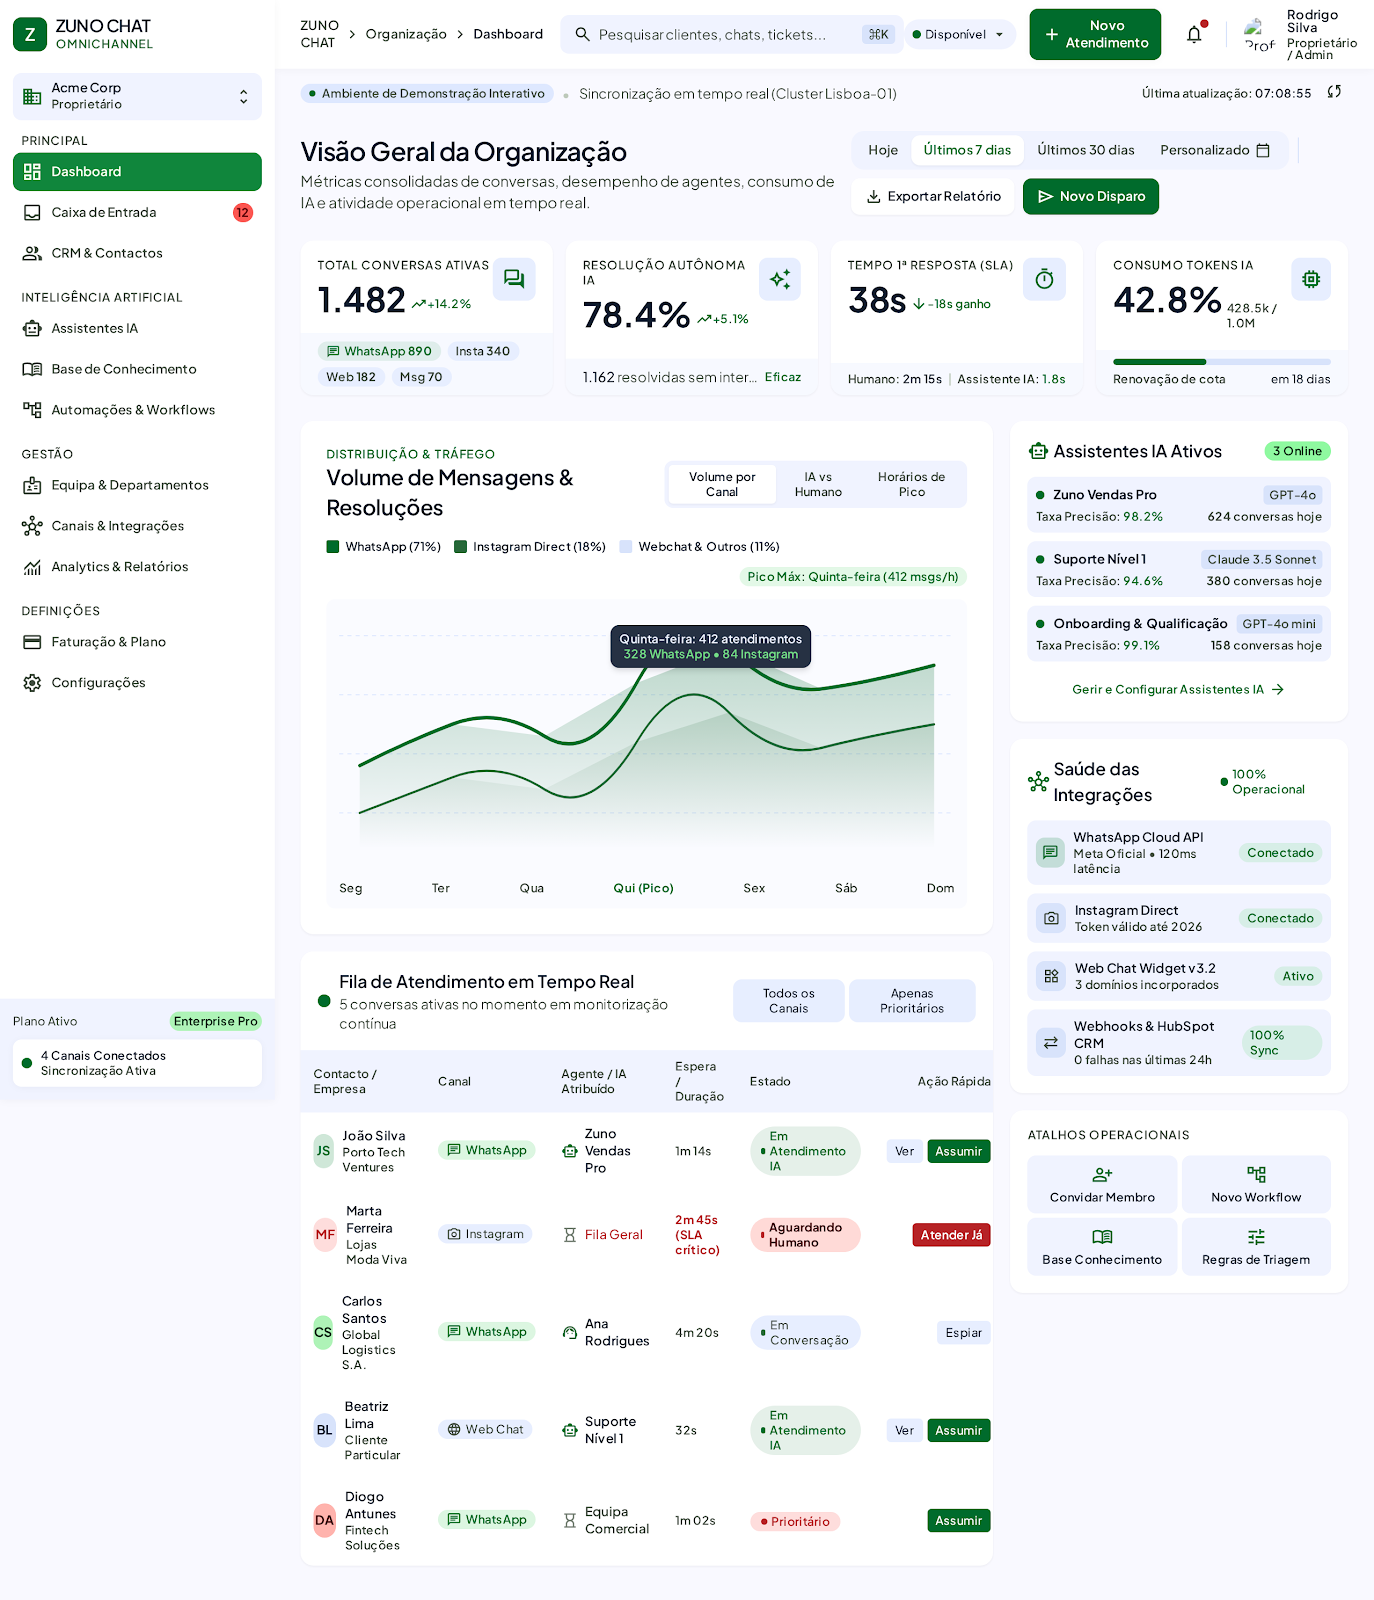 Z
ZUNO CHAT
OMNICHANNEL
Acme Corp
Proprietário
PRINCIPAL
Dashboard
Caixa de Entrada
12
CRM & Contactos
INTELIGÊNCIA ARTIFICIAL
Assistentes IA
Base de Conhecimento
Automações & Workflows
GESTÃO
Equipa & Departamentos
Canais & Integrações
Analytics & Relatórios
DEFINIÇÕES
Faturação & Plano
Configurações
Plano Ativo
Enterprise Pro
4 Canais Conectados
Sincronização Ativa
ZUNO
CHAT
Organização
Dashboard
Pesquisar clientes, chats, tickets...
⌘K
Disponível
Novo
Atendimento
Prof
Rodrigo
Silva
Proprietário
/ Admin
Ambiente de Demonstração Interativo
Sincronização em tempo real (Cluster Lisboa-01)
Última atualização: 07:08:55
Visão Geral da Organização
Métricas consolidadas de conversas, desempenho de agentes, consumo de
IA e atividade operacional em tempo real.
Hoje
Últimos 7 dias
Últimos 30 dias
Personalizado
Exportar Relatório
Novo Disparo
TOTAL CONVERSAS ATIVAS
1.482
+14.2%
WhatsApp 890
Insta 340
Web 182
Msg 70
RESOLUÇÃO AUTÔNOMA
IA
78.4%
+5.1%
1.162 resolvidas sem inter...
Eficaz
TEMPO 1ª RESPOSTA (SLA)
38s
-18s ganho
Humano: 2m 15s
Assistente IA: 1.8s
CONSUMO TOKENS IA
42.8%
428.5k /
1.0M
Renovação de cota
em 18 dias
DISTRIBUIÇÃO & TRÁFEGO
Volume de Mensagens &
Resoluções
Volume por
Canal
IA vs
Humano
Horários de
Pico
WhatsApp (71%)
Instagram Direct (18%)
Webchat & Outros (11%)
Pico Máx: Quinta-feira (412 msgs/h)
Quinta-feira: 412 atendimentos
328 WhatsApp • 84 Instagram
Seg
Ter
Qua
Qui (Pico)
Sex
Sáb
Dom
Fila de Atendimento em Tempo Real
5 conversas ativas no momento em monitorização
contínua
Todos os
Canais
Apenas
Prioritários
Contacto /
Empresa
Canal
Agente / IA
Atribuído
Espera
/
Duração
Estado
Ação Rápida
JS
João Silva
Porto Tech
Ventures
WhatsApp
Zuno
Vendas
Pro
1m 14s
Em
Atendimento
IA
Ver
Assumir
MF
Marta
Ferreira
Lojas
Moda Viva
Instagram
Fila Geral
2m 45s
(SLA
crítico)
Aguardando
Humano
Atender Já
CS
Carlos
Santos
Global
Logistics
S.A.
WhatsApp
Ana
Rodrigues
4m 20s
Em
Conversação
Espiar
BL
Beatriz
Lima
Cliente
Particular
Web Chat
Suporte
Nível 1
32s
Em
Atendimento
IA
Ver
Assumir
DA
Diogo
Antunes
Fintech
Soluções
WhatsApp
Equipa
Comercial
1m 02s
Prioritário
Assumir
Assistentes IA Ativos
3 Online
Zuno Vendas Pro
GPT-4o
Taxa Precisão: 98.2%
624 conversas hoje
Suporte Nível 1
Claude 3.5 Sonnet
Taxa Precisão: 94.6%
380 conversas hoje
Onboarding & Qualificação
GPT-4o mini
Taxa Precisão: 99.1%
158 conversas hoje
Gerir e Configurar Assistentes IA
Saúde das
Integrações
100%
Operacional
WhatsApp Cloud API
Meta Oficial • 120ms
latência
Conectado
Instagram Direct
Token válido até 2026
Conectado
Web Chat Widget v3.2
3 domínios incorporados
Ativo
Webhooks & HubSpot
CRM
0 falhas nas últimas 24h
100%
Sync
ATALHOS OPERACIONAIS
Convidar Membro
Novo Workflow
Base Conhecimento
Regras de Triagem